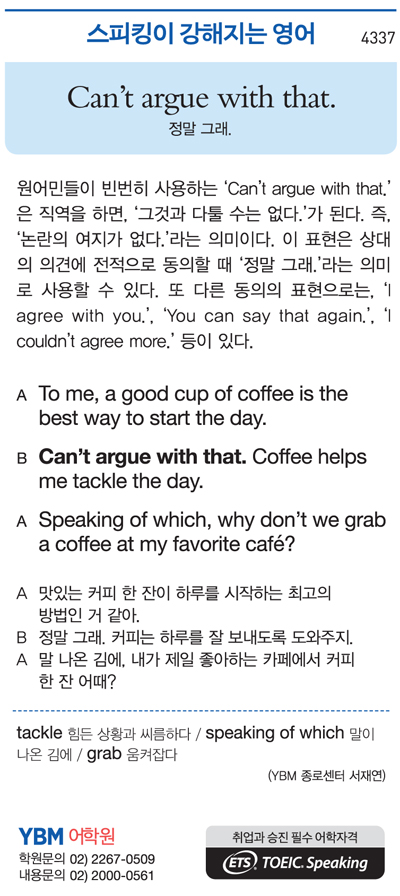 스피킹이 강해지는 영어 4337
Can't argue with that.
정말 그래.
원어민들이 빈번히 사용하는 ‘Can't argue with that.’
은 직역을 하면, ‘그것과 다툴 수는 없다.’가 된다. 즉,
‘논란의 여지가 없다.’라는 의미이다. 이 표현은 상대
의 의견에 전적으로 동의할 때 ‘정말 그래.’라는 의미
로 사용할 수 있다. 또 다른 동의의 표현으로는, ‘I
agree with you.’, ‘You can say that again.’, ‘I
couldn't agree more.’ 등이 있다.
A To me, a good cup of coffee is the
best way to start the day.
B Can't argue with that. Coffee helps
me tackle the day.
A Speaking of which, why don't we grab
a coffee at my favorite café?
A 맛있는 커피 한 잔이 하루를 시작하는 최고의
방법인 거 같아.
B 정말 그래. 커피는 하루를 잘 보내도록 도와주지.
A 말 나온 김에, 내가 제일 좋아하는 카페에서 커피
한 잔 어때?
tackle 힘든 상황과 씨름하다 / speaking of which 말이
나온 김에 / grab 움켜잡다
(YBM 종로센터 서재연)
YBM 어학원
학원문의 02) 2267-0509
내용문의 02) 2000-0561
취업과 승진 필수 어학자격
ETS TOEIC. Speaking